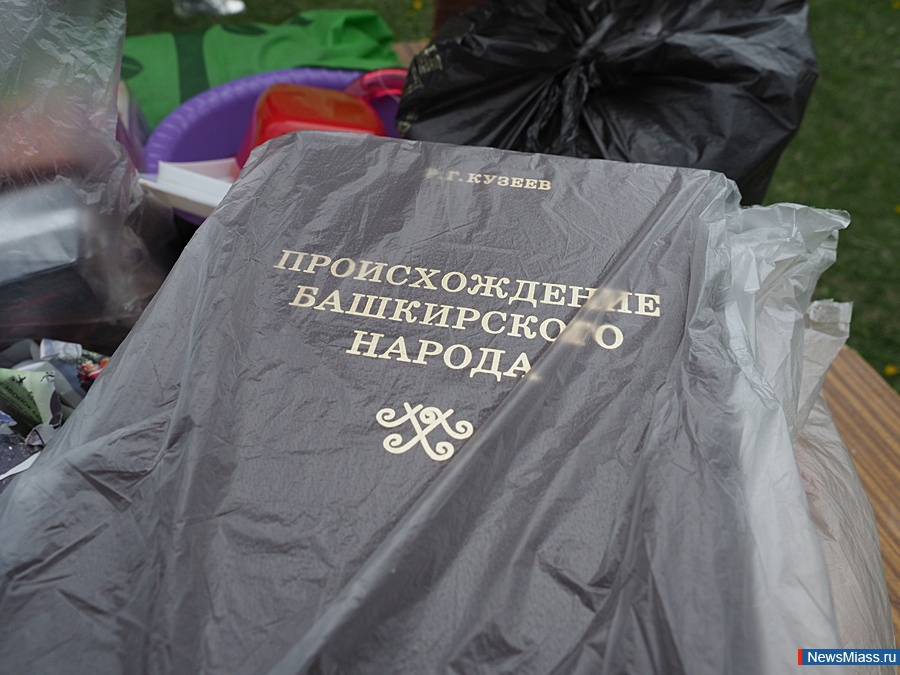 Р.Г. КУЗЕЕВ
ПРОИСХОЖДЕНИЕ
БАШКИРСКОГО
НАРОДА
NewsMiass.ru